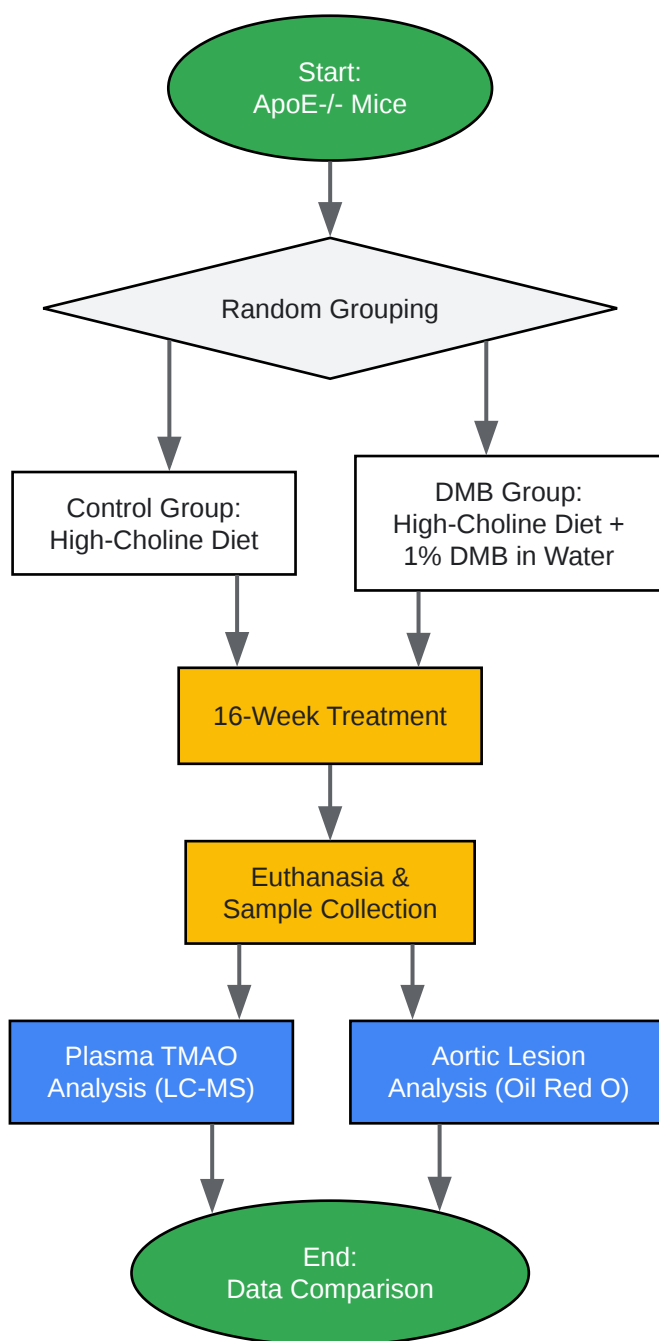 Start:
ApoE-/- Mice
Random Grouping
Control Group:
High-Choline Diet
DMB Group:
High-Choline Diet +
1% DMB in Water
16-Week Treatment
Euthanasia &
Sample Collection
Plasma TMAO
Analysis (LC-MS)
Aortic Lesion
Analysis (Oil Red O)
End:
Data Comparison